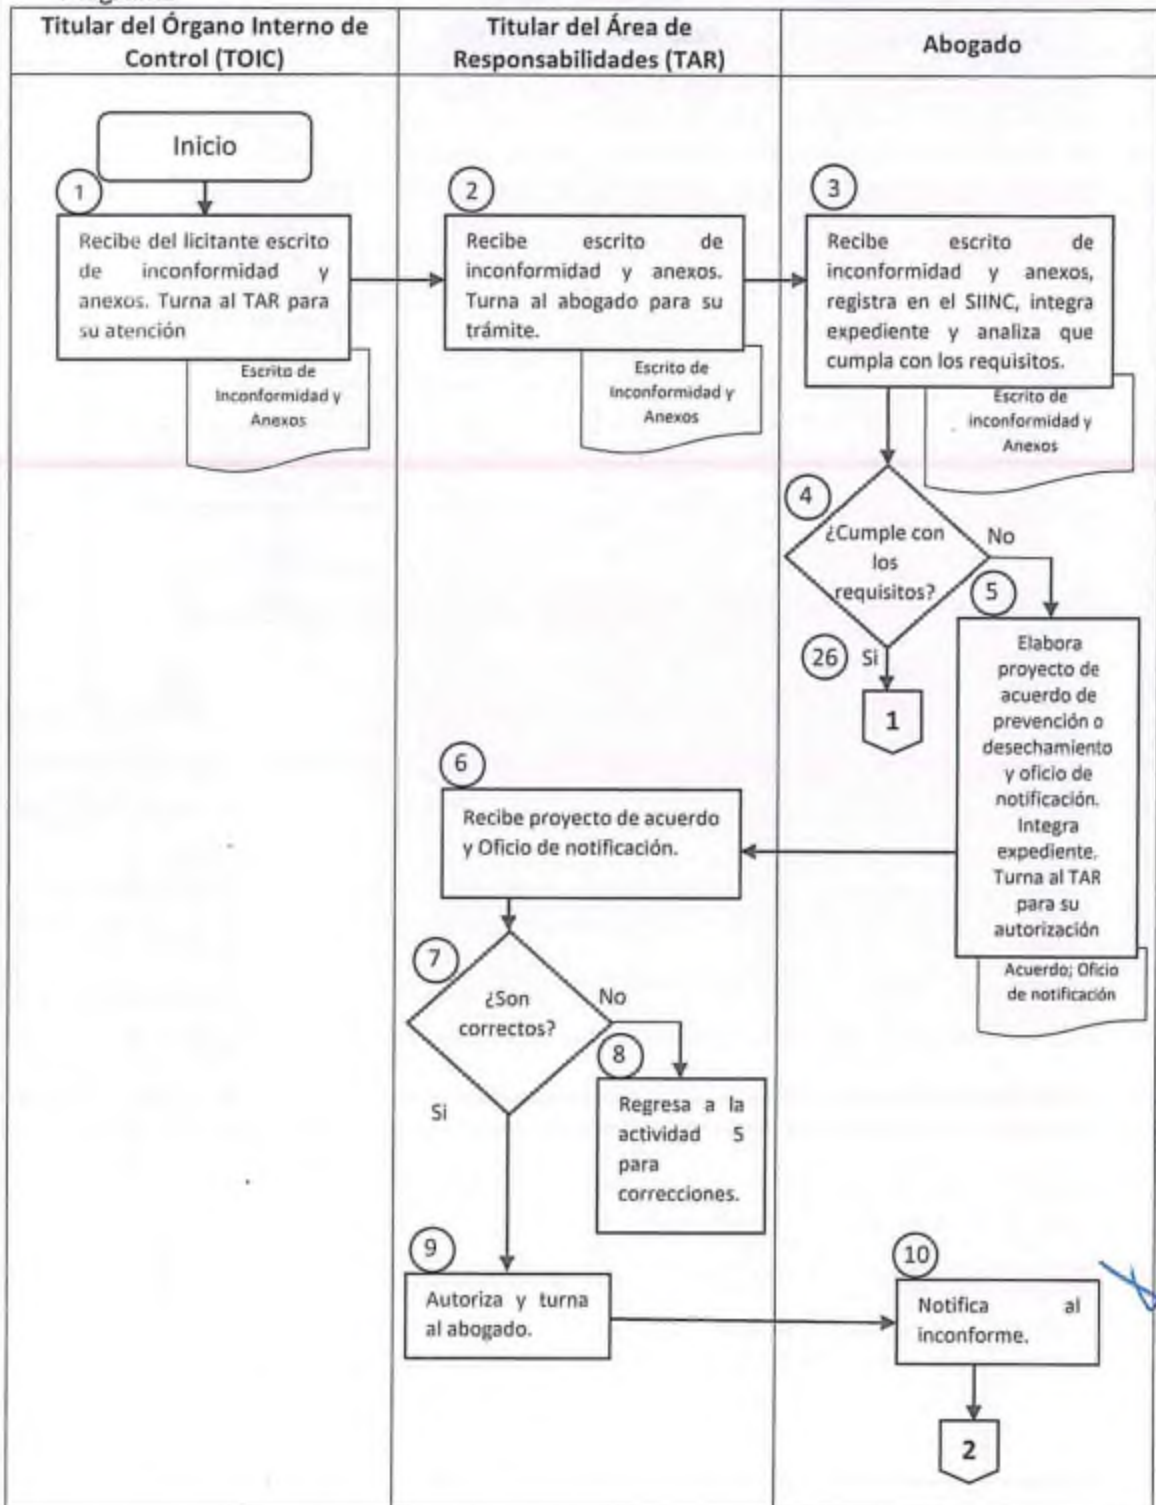 Titular del Órgano Interno de
Control (TOIC)
Titular del Área de
Responsabilidades (TAR)
Abogado
Inicio
1
Recibe del licitante escrito
de inconformidad y
anexos. Turna al TAR para
su atención
Escrito de
Inconformidad y
Anexos
2
Recibe escrito de
inconformidad y anexos.
Turna al abogado para su
trámite.
Escrito de
Inconformidad y
Anexos
3
Recibe escrito de
inconformidad y anexos,
registra en el SIINC, integra
expediente y analiza que
cumpla con los requisitos.
Escrito de
inconformidad y
Anexos
4
¿Cumple con
los
requisitos?
No
26
Si
1
5
Elabora
proyecto de
acuerdo de
prevención o
desechamiento
y oficio de
notificación.
Integra
expediente.
Turna al TAR
para su
autorización
Acuerdo; Oficio
de notificación
6
Recibe proyecto de acuerdo
y Oficio de notificación.
7
¿Son
correctos?
No
Si
8
Regresa a la
actividad 5
para
correcciones.
9
Autoriza y turna
al abogado.
10
Notifica al
inconforme.
2